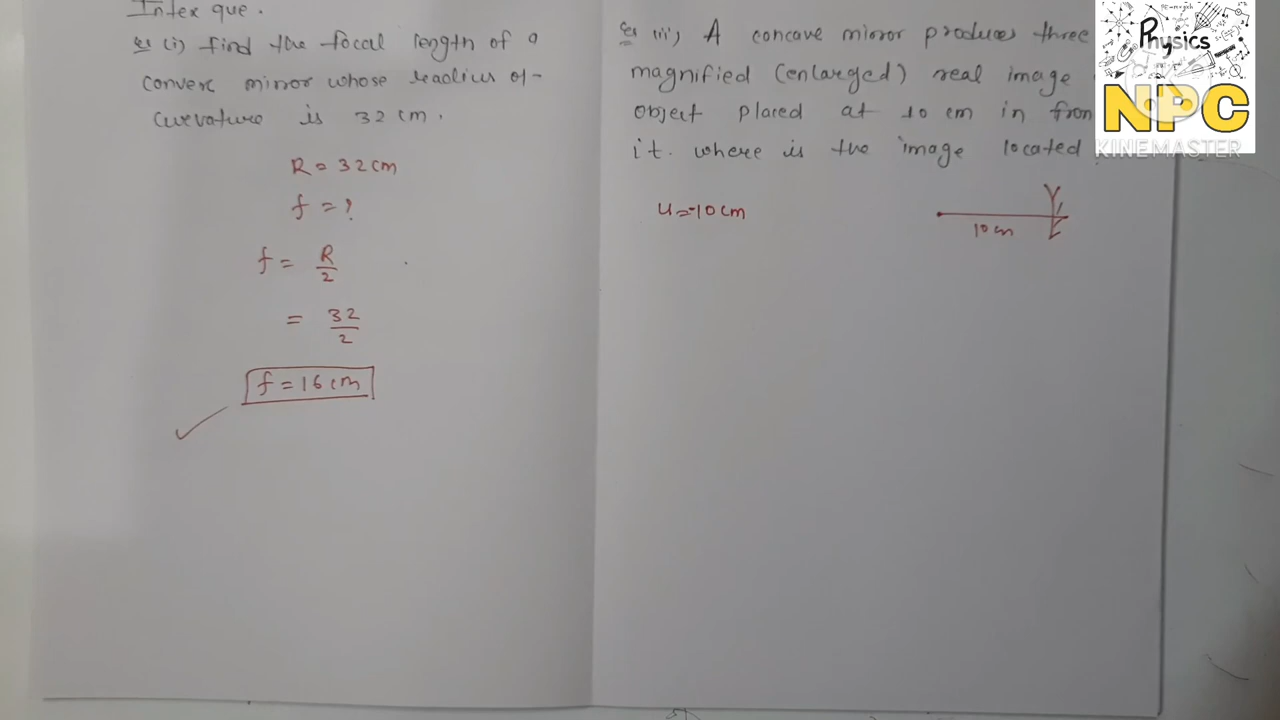 Intex que.
Q (i) find the focal length of a
convex mirror whose readius of
curvature is 32 cm.
R = 32 cm
f = ?
f = R/2
= 32/2
f = 16 cm
Q (ii) A concave mirror produces three
magnified (enlarged) real image
object placed at 10 cm in fron
it. where is the image located
u = -10 cm
10 cm
Physics
NPC
KINEMASTER